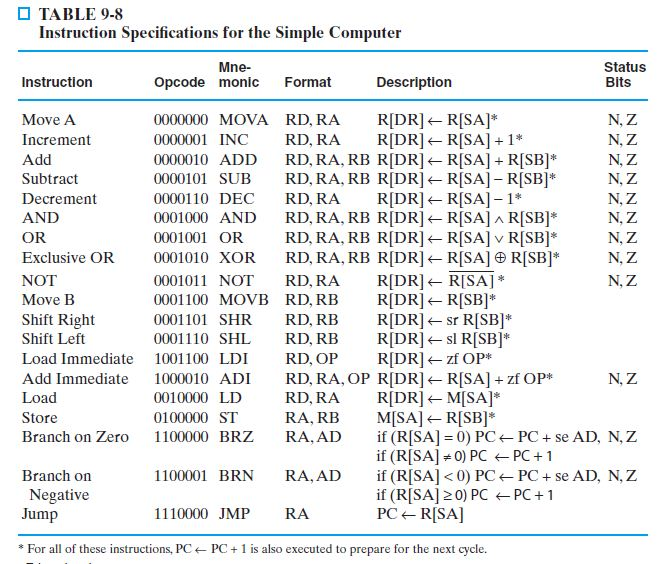 TABLE 9-8
Instruction Specifications for the Simple Computer
Mne- Status
Instruction Opcode monic Format Description Bits
Move A 0000000 MOVA RD, RA R[DR] ← R[SA]* N, Z
Increment 0000001 INC RD, RA R[DR] ← R[SA] + 1* N, Z
Add 0000010 ADD RD, RA, RB R[DR] ← R[SA] + R[SB]* N, Z
Subtract 0000101 SUB RD, RA, RB R[DR] ← R[SA] − R[SB]* N, Z
Decrement 0000110 DEC RD, RA R[DR] ← R[SA] − 1* N, Z
AND 0001000 AND RD, RA, RB R[DR] ← R[SA] ∧ R[SB]* N, Z
OR 0001001 OR RD, RA, RB R[DR] ← R[SA] ∨ R[SB]* N, Z
Exclusive OR 0001010 XOR RD, RA, RB R[DR] ← R[SA] ⊕ R[SB]* N, Z
NOT 0001011 NOT RD, RA R[DR] ← R[SA] * N, Z
Move B 0001100 MOVB RD, RB R[DR] ← R[SB]*
Shift Right 0001101 SHR RD, RB R[DR] ← sr R[SB]*
Shift Left 0001110 SHL RD, RB R[DR] ← sl R[SB]*
Load Immediate 1001100 LDI RD, OP R[DR] ← zf OP*
Add Immediate 1000010 ADI RD, RA, OP R[DR] ← R[SA] + zf OP* N, Z
Load 0010000 LD RD, RA R[DR] ← M[SA]*
Store 0100000 ST RA, RB M[SA] ← R[SB]*
Branch on Zero 1100000 BRZ RA, AD if (R[SA] = 0) PC ← PC + se AD, N, Z
if (R[SA] ≠ 0) PC ← PC + 1
Branch on 1100001 BRN RA, AD if (R[SA] < 0) PC ← PC + se AD, N, Z
Negative if (R[SA] ≥ 0) PC ← PC + 1
Jump 1110000 JMP RA PC ← R[SA]
* For all of these instructions, PC ← PC + 1 is also executed to prepare for the next cycle.